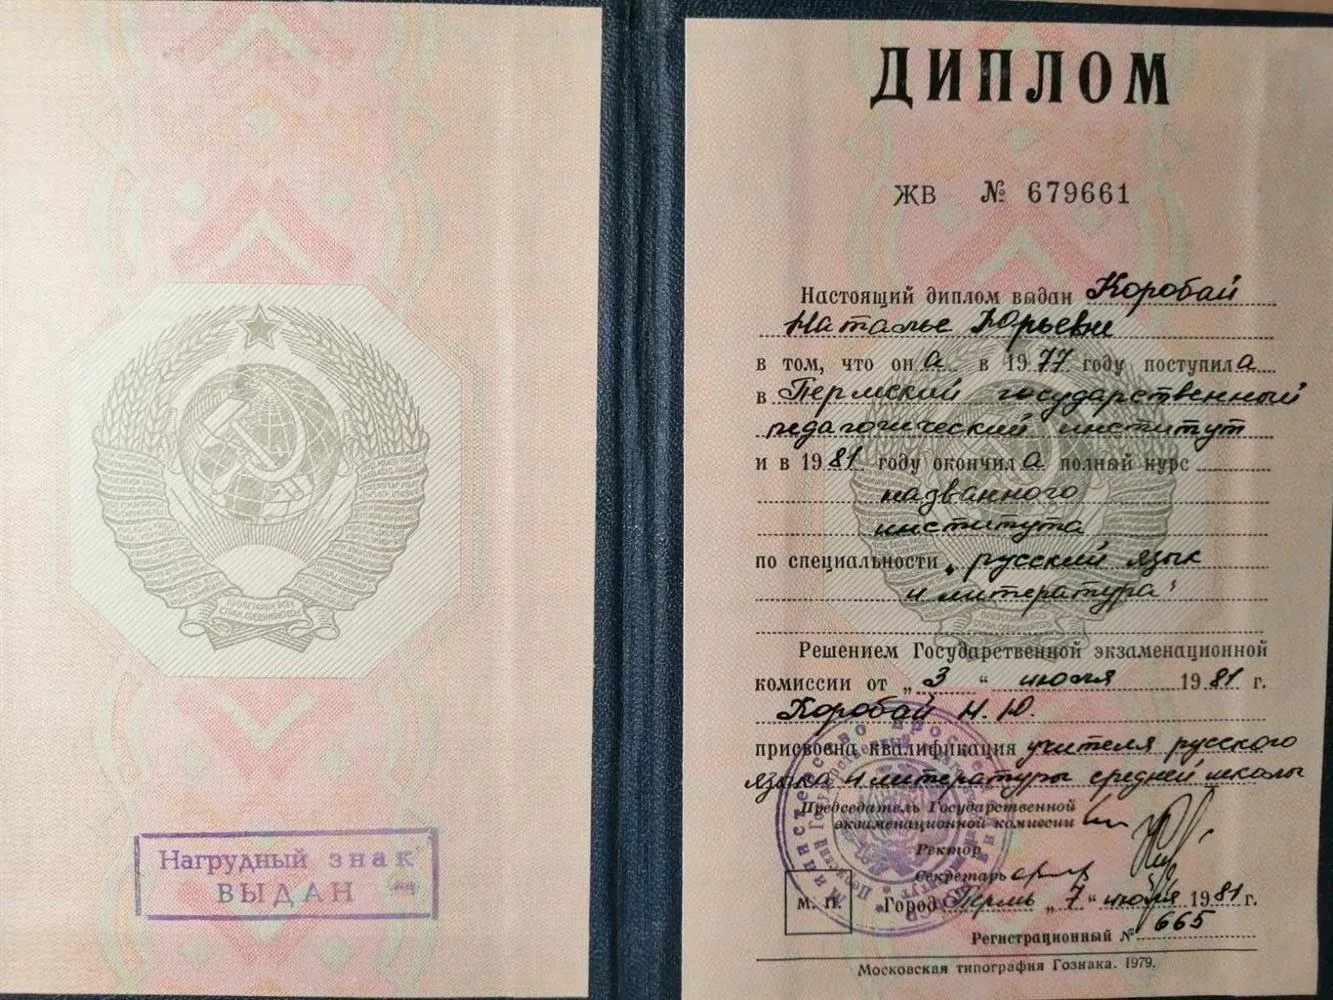 Нагрудный знак
ВЫДАН
ДИПЛОМ
ЖВ № 679661
Настоящий диплом выдан Коробай
Наталье Юрьевне
в том, что он а в 1977 году поступил а
в Пермский государственный
педагогический институт
и в 1981 году окончил а полный курс
названного
института
по специальности „русский язык
и литература"
Решением Государственной экзаменационной
комиссии от „3“ июля 1981 г.
Коробай Н. Ю.
присвоена квалификация учителя русского
языка и литературы средней школы
Председатель Государственной
экзаменационной комиссии
Ректор
Секретарь
М. П.
Город Пермь „7“ июля 1981 г.
Регистрационный № 665
Московская типография Гознака. 1979.